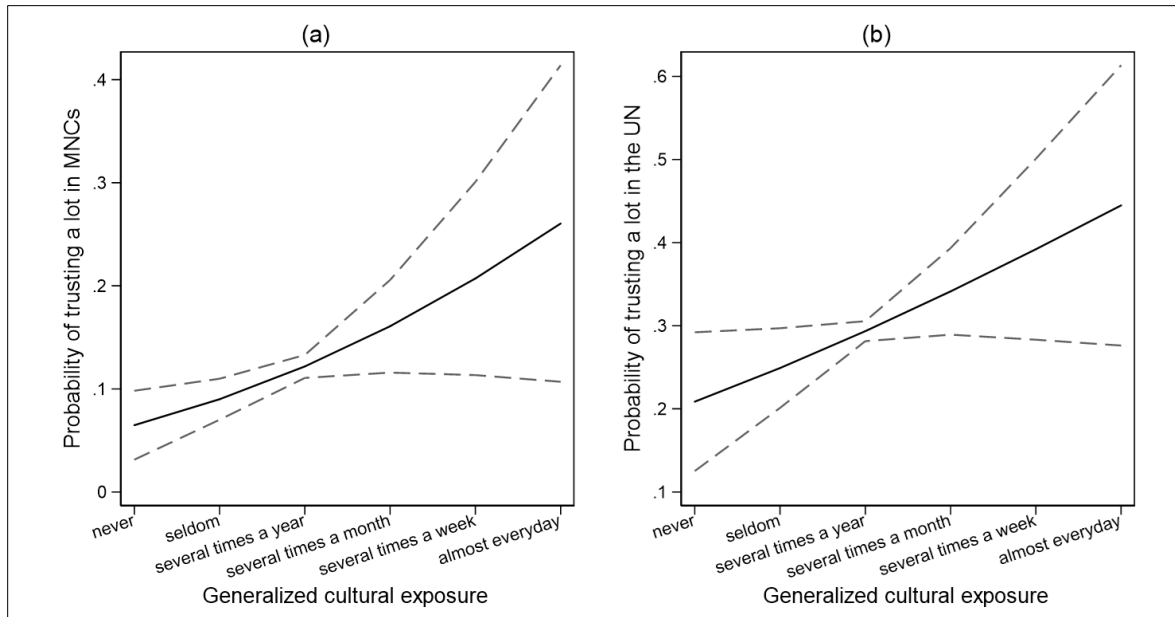 (a)
Probability of trusting a lot in MNCs
.4
.3
.2
.1
0
never
seldom
several times a year
several times a month
several times a week
almost everyday
Generalized cultural exposure
(b)
Probability of trusting a lot in the UN
.6
.5
.4
.3
.2
.1
never
seldom
several times a year
several times a month
several times a week
almost everyday
Generalized cultural exposure